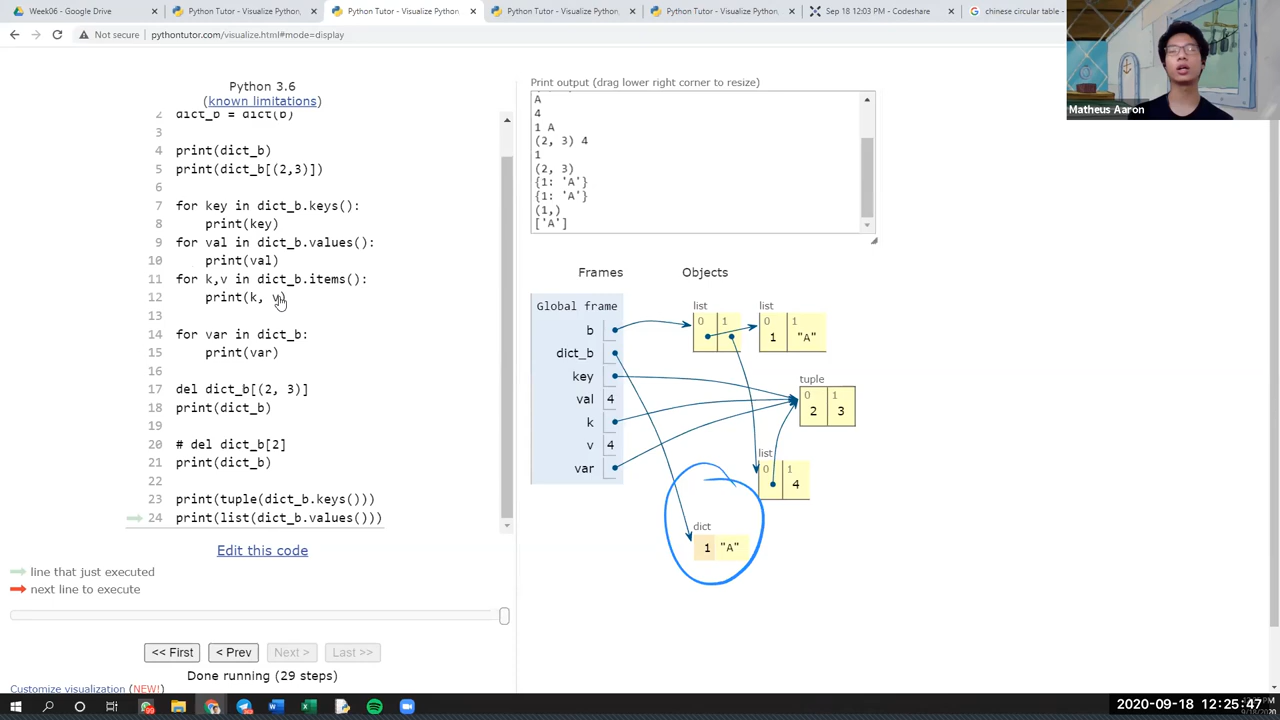 Week06 - Google Drive
Python Tutor - Visualize Python,
Python Tutor - Visualize Python,
Python Tutor - Visualize Python,
Python Tutor - Visualize Python,
Sep 18 12:03 PM - Codeshare
chinese circular table -
Not secure
pythontutor.com/visualize.html#mode=display
Matheus Aaron
Python 3.6
(known limitations)
2 dict_b = dict(b)
3
4 print(dict_b)
5 print(dict_b[(2,3)])
6
7 for key in dict_b.keys():
8 print(key)
9 for val in dict_b.values():
10 print(val)
11 for k,v in dict_b.items():
12 print(k, v)
13
14 for var in dict_b:
15 print(var)
16
17 del dict_b[(2, 3)]
18 print(dict_b)
19
20 # del dict_b[2]
21 print(dict_b)
22
23 print(tuple(dict_b.keys()))
24 print(list(dict_b.values()))
Edit this code
line that just executed
next line to execute
<< First
< Prev
Next >
Last >>
Done running (29 steps)
Customize visualization (NEW!)
Print output (drag lower right corner to resize)
A
4
1 A
(2, 3) 4
1
(2, 3)
{1: 'A'}
{1: 'A'}
(1,)
['A']
Frames
Objects
Global frame
b
dict_b
key
val 4
k
v 4
var
list
0 1
list
0 1
1 "A"
tuple
0 1
2 3
list
0 1
4
dict
1 "A"
2020-09-18 12:25:47